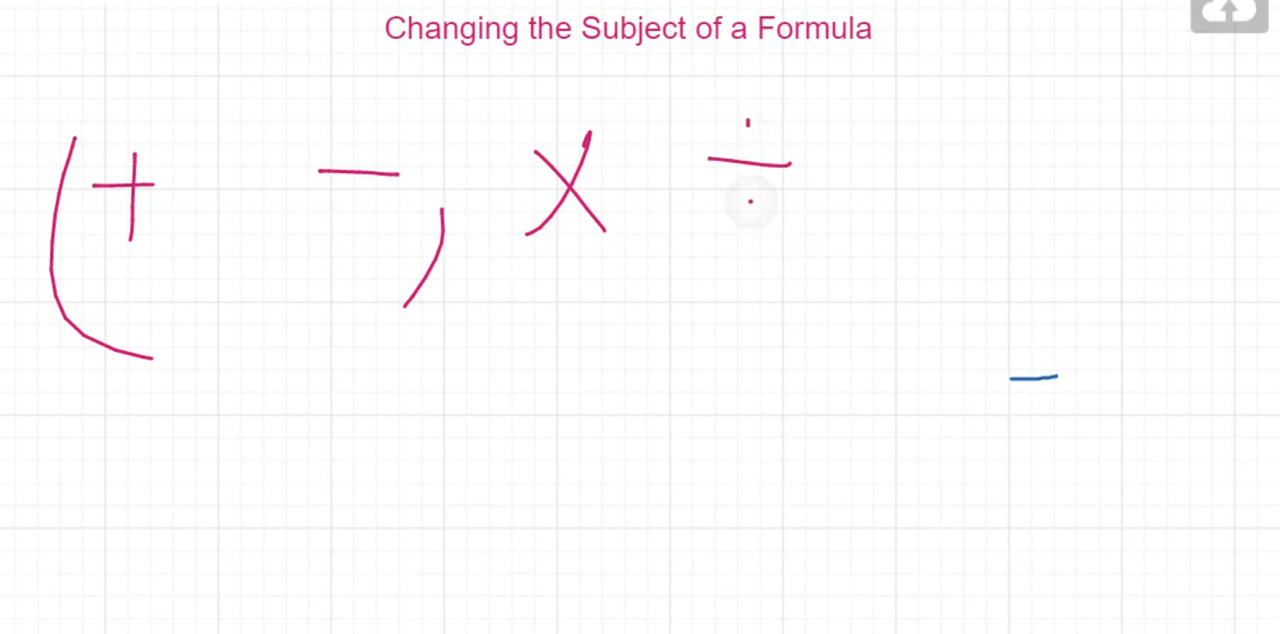 Changing the Subject of a Formula
( + − , × ÷
−